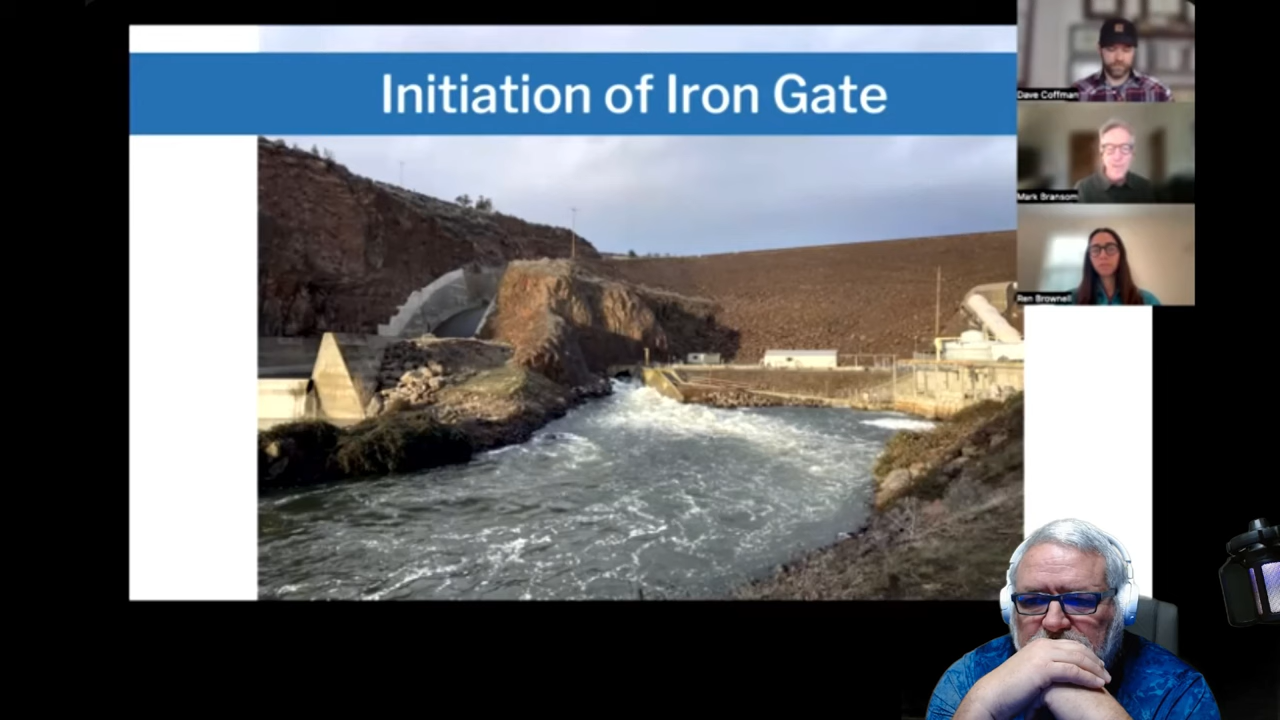 Initiation of Iron Gate
Dave Coffman
Mark Bransom
Ren Brownell